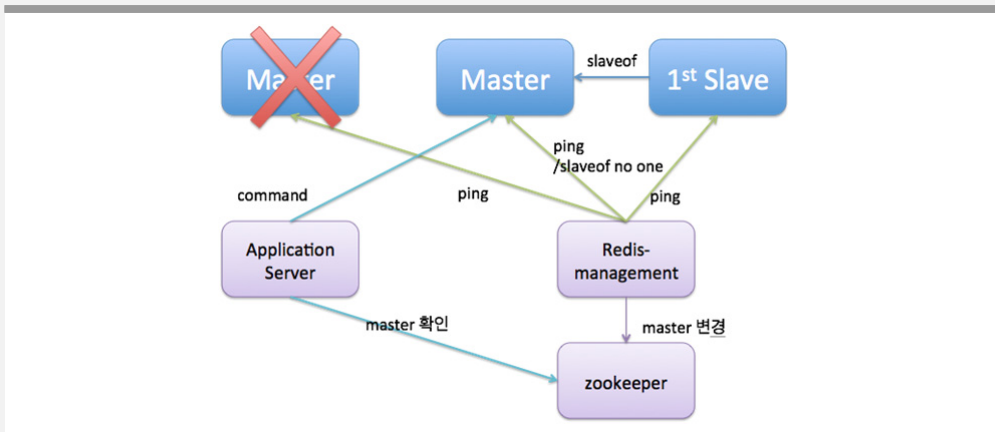 Master
Master
slaveof
1st Slave
ping
/slaveof no one
command
ping
ping
Application
Server
Redis-
management
master 확인
master 변경
zookeeper